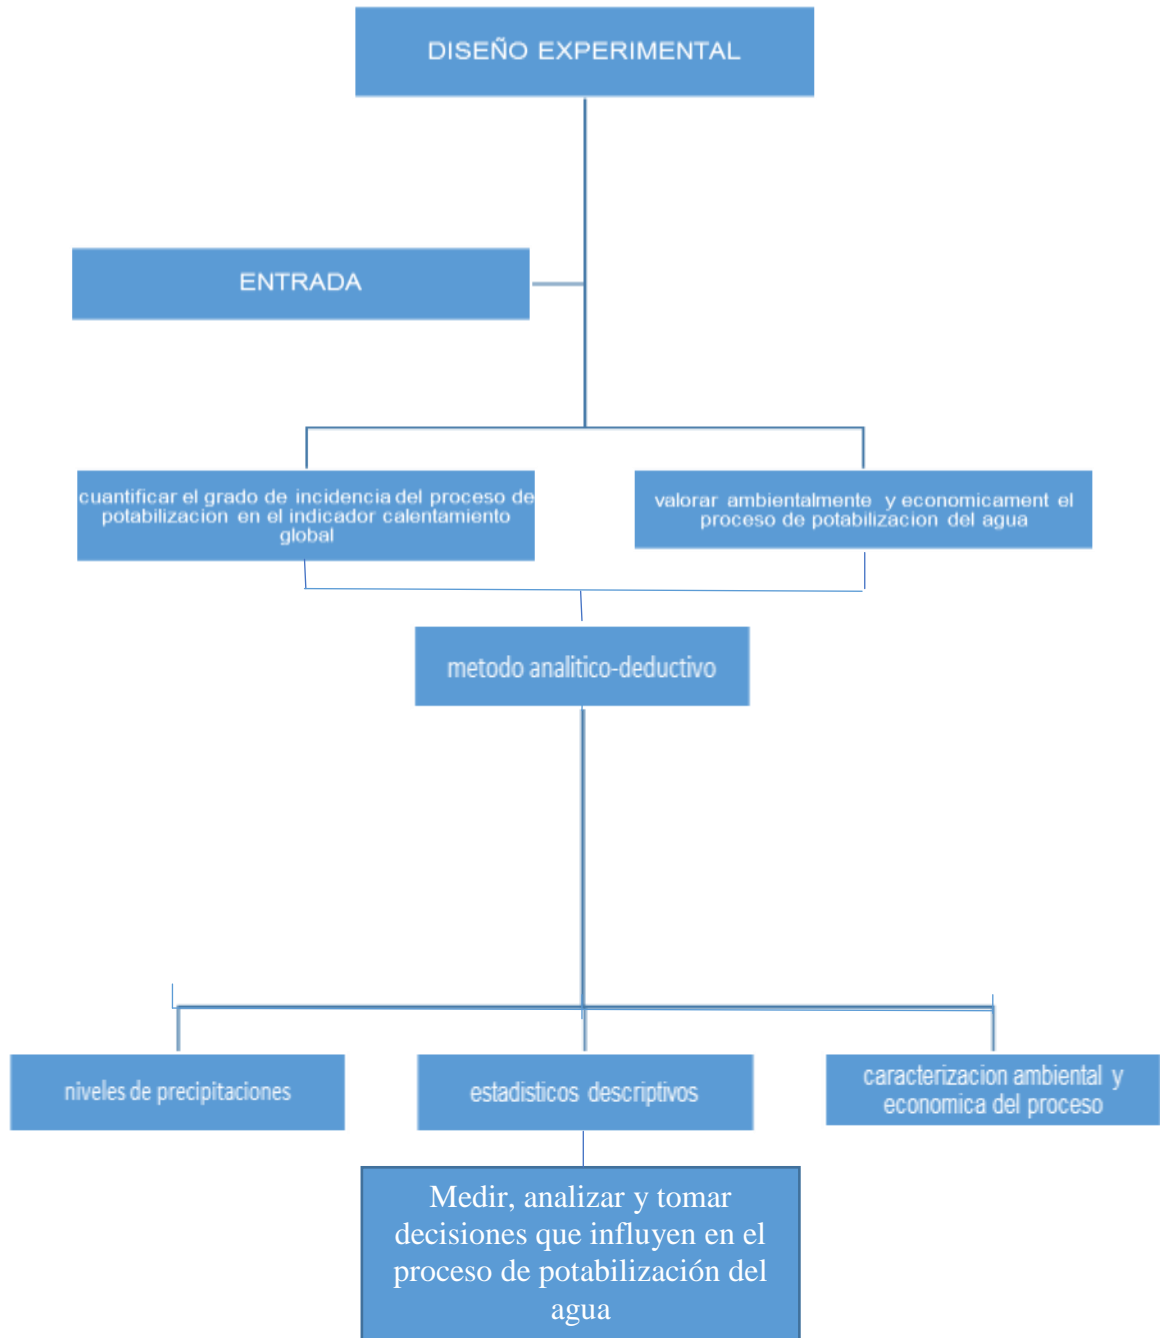 DISEÑO EXPERIMENTAL
ENTRADA
cuantificar el grado de incidencia del proceso de
potabilizacion en el indicador calentamiento
global
valorar ambientalmente y economicament el
proceso de potabilizacion del agua
metodo analitico-deductivo
niveles de precipitaciones
estadisticos descriptivos
caracterizacion ambiental y
economica del proceso
Medir, analizar y tomar
decisiones que influyen en el
proceso de potabilización del
agua